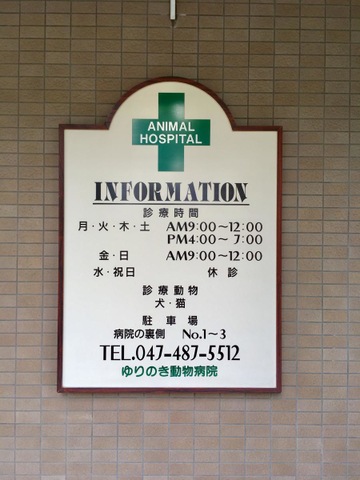 ANIMAL
HOSPITAL
INFORMATION
診療時間
月・火・木・土 AM9:00〜12:00
PM4:00〜 7:00
金・日 AM9:00〜12:00
水・祝日 休診
診療動物
犬・猫
駐車場
病院の裏側 No.1〜3
TEL.047-487-5512
ゆりのき動物病院